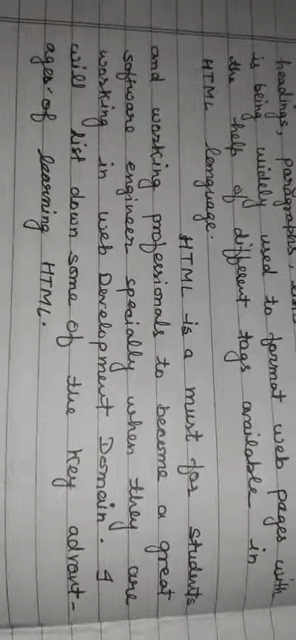 headings, paragraphs,
is being widely used to format web pages with
the help of different tags available in
HTML language.
HTML is a must for students
and working professionals to become a great
software engineer specially when they are
working in web Development Domain. I
will list down some of the key advant-
ages of learning HTML.